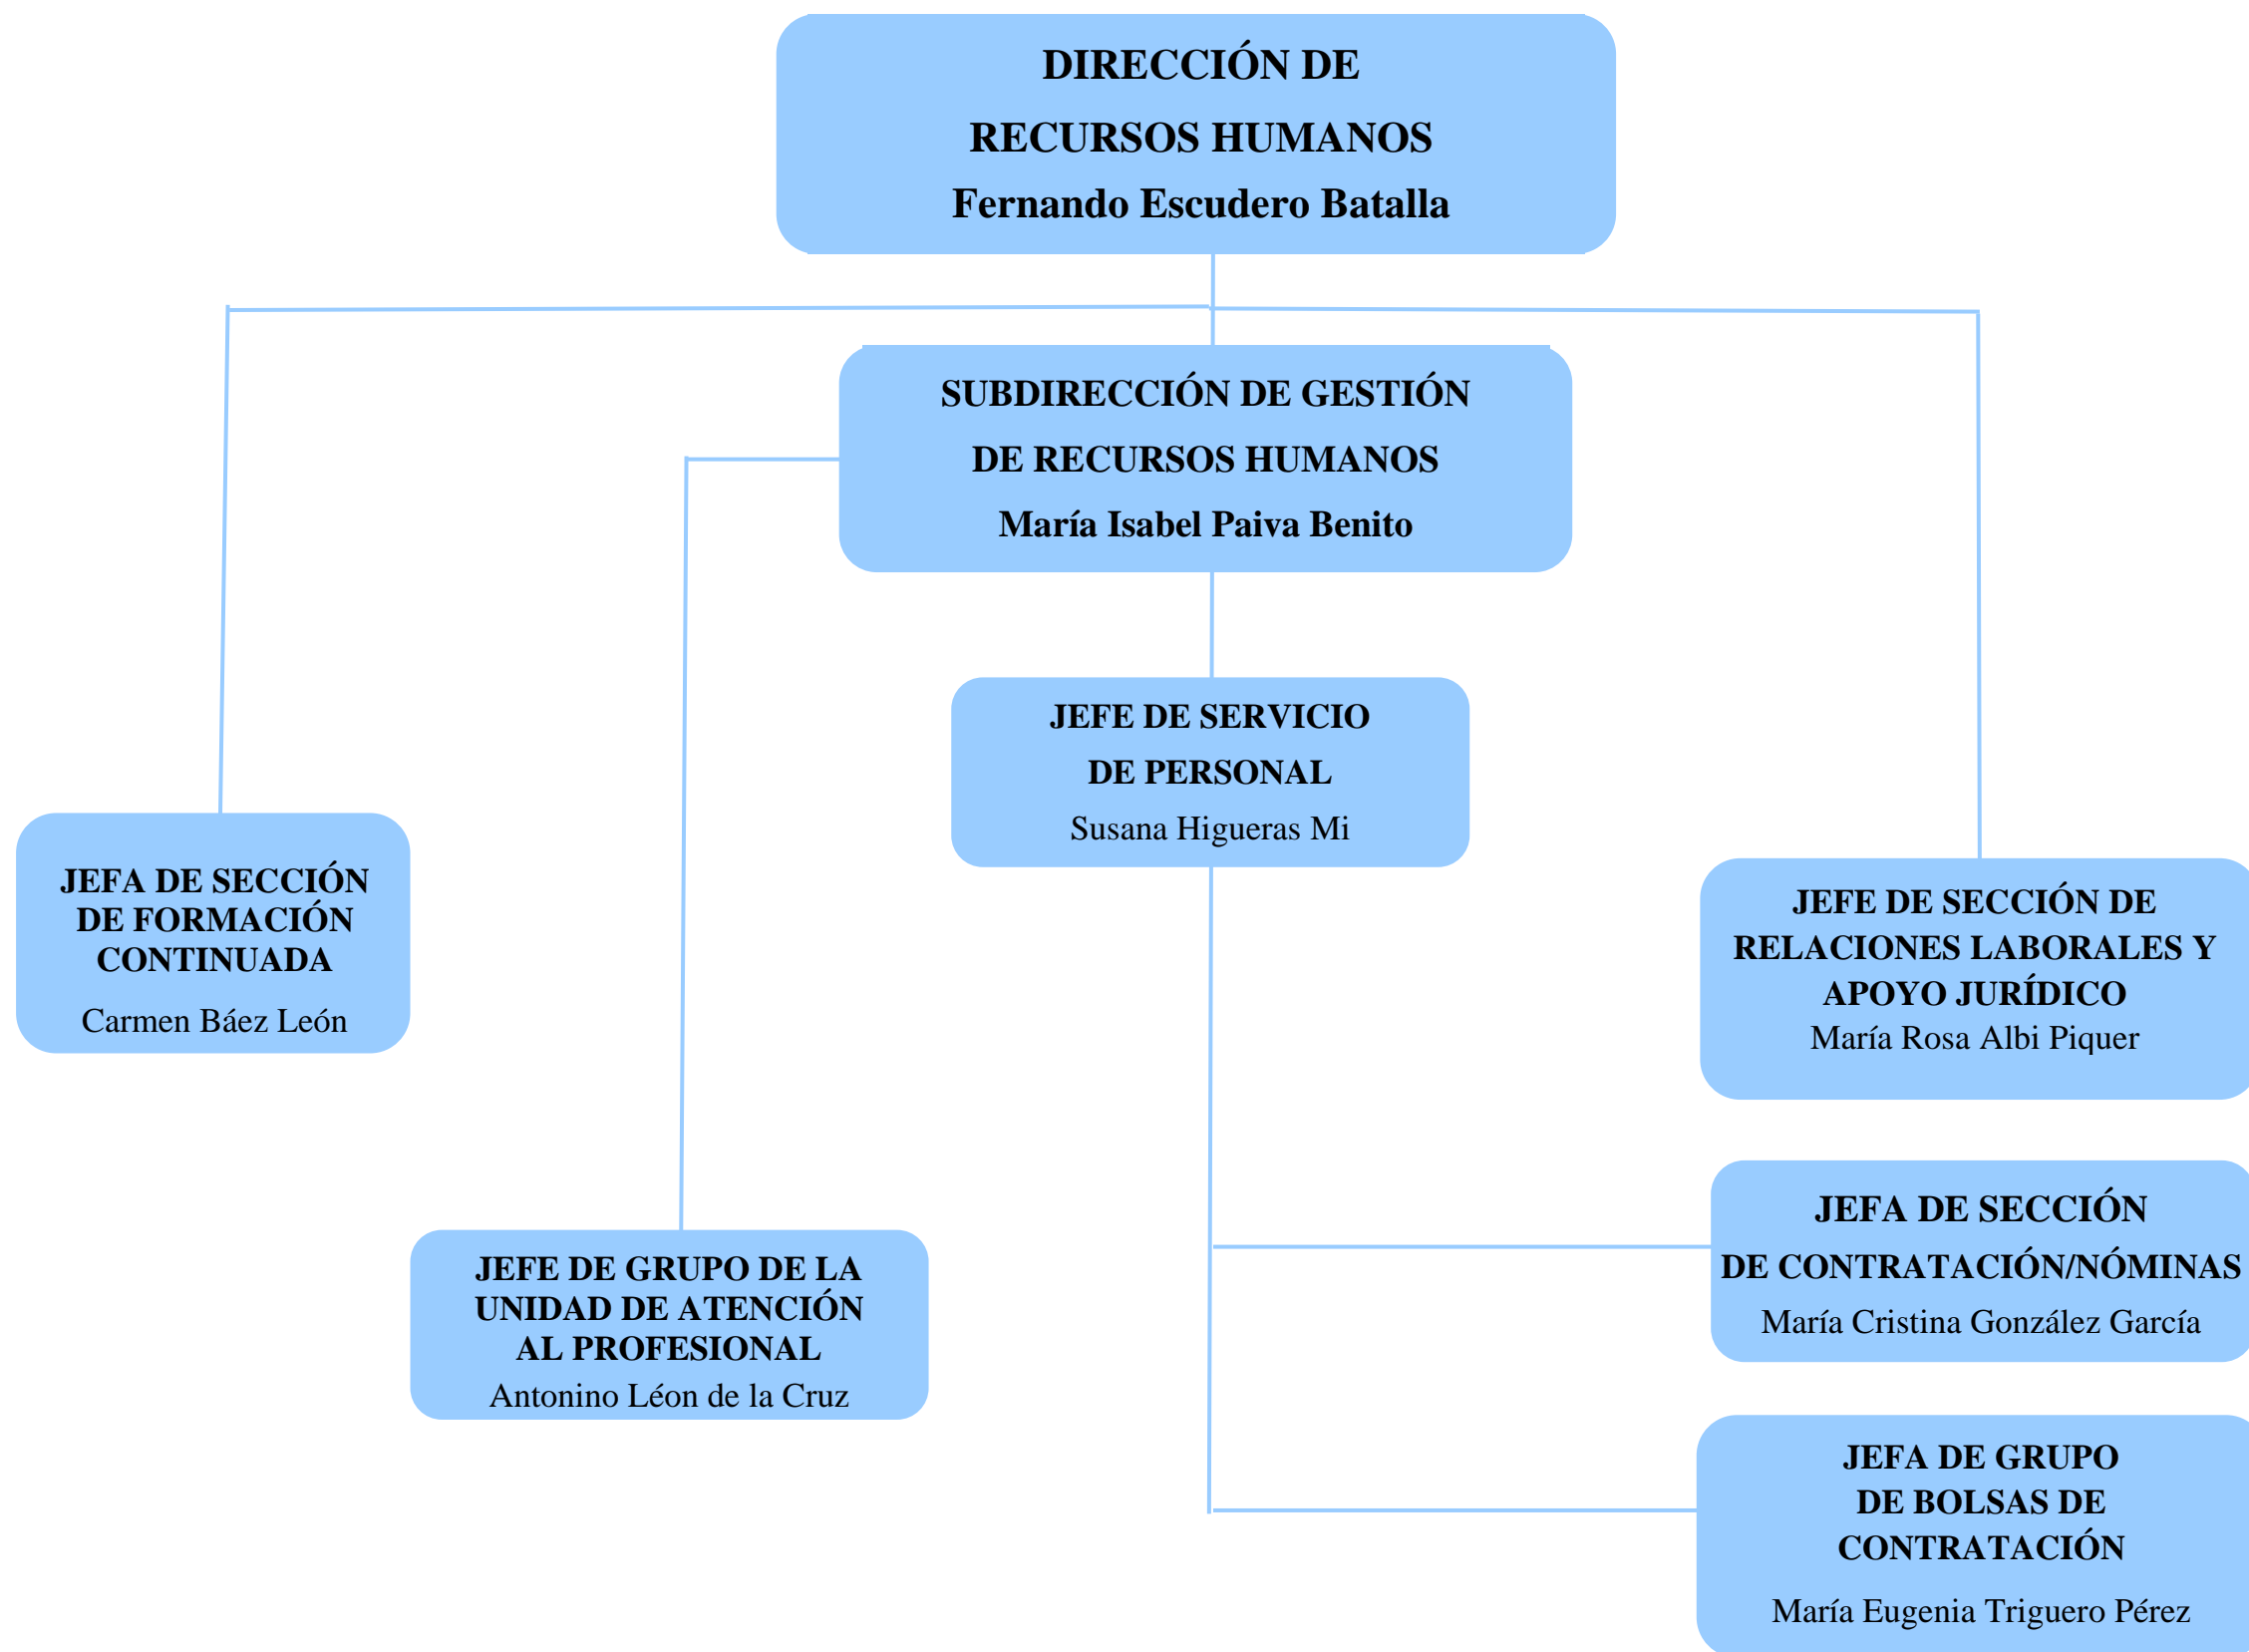 DIRECCIÓN DE
RECURSOS HUMANOS
Fernando Escudero Batalla
SUBDIRECCIÓN DE GESTIÓN
DE RECURSOS HUMANOS
María Isabel Paiva Benito
JEFE DE SERVICIO
DE PERSONAL
Susana Higueras Mi
JEFA DE SECCIÓN
DE FORMACIÓN
CONTINUADA
Carmen Báez León
JEFE DE SECCIÓN DE
RELACIONES LABORALES Y
APOYO JURÍDICO
María Rosa Albi Piquer
JEFE DE GRUPO DE LA
UNIDAD DE ATENCIÓN
AL PROFESIONAL
Antonino Léon de la Cruz
JEFA DE SECCIÓN
DE CONTRATACIÓN/NÓMINAS
María Cristina González García
JEFA DE GRUPO
DE BOLSAS DE
CONTRATACIÓN
María Eugenia Triguero Pérez